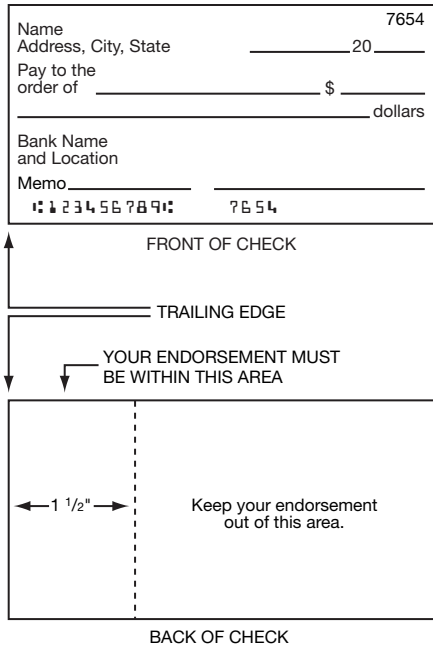 7654
Name
Address, City, State 20
Pay to the
order of $
dollars
Bank Name
and Location
Memo
⑆123456789⑆ 7654
FRONT OF CHECK
TRAILING EDGE
YOUR ENDORSEMENT MUST
BE WITHIN THIS AREA
1 1/2"
Keep your endorsement
out of this area.
BACK OF CHECK